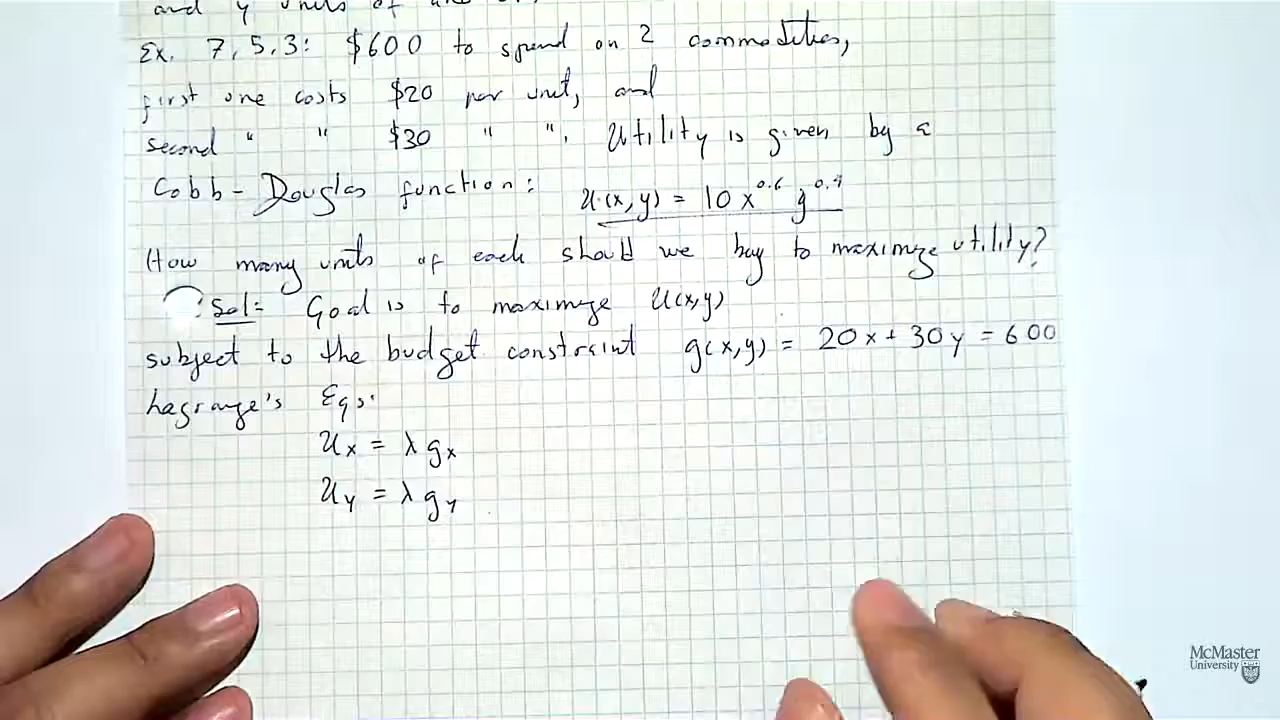 and y units of
Ex. 7,5,3: $600 to spend on 2 commodities,
first one costs $20 per unit, and
second " " $30 " ". Utility is given by a
Cobb-Douglas function: U(x,y) = 10 x^0.6 y^0.4
How many units of each should we buy to maximize utility?
Sol: Goal is to maximize U(x,y)
subject to the budget constraint g(x,y) = 20x + 30y = 600
Lagrange's Eqs:
Ux = λ gx
Uy = λ gy
McMaster
University